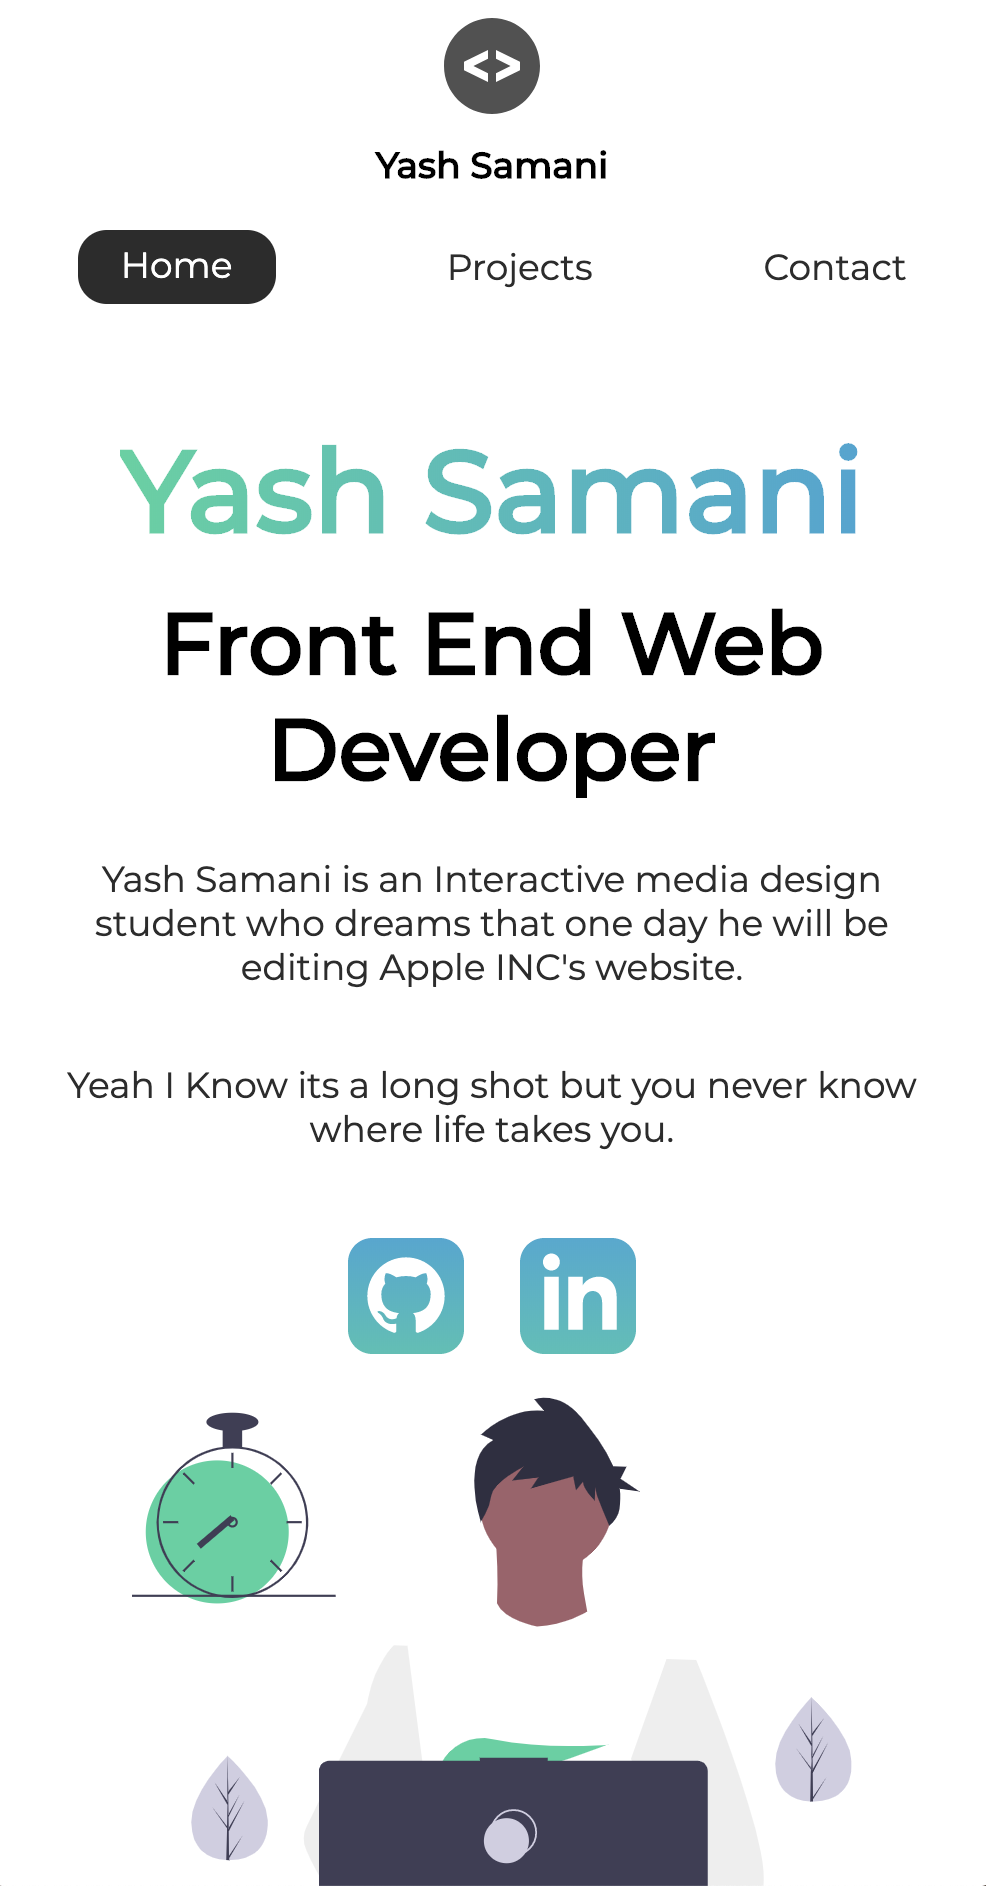 <>
Yash Samani
Home Projects Contact
Yash Samani
Front End Web
Developer
Yash Samani is an Interactive media design
student who dreams that one day he will be
editing Apple INC's website.
Yeah I Know its a long shot but you never know
where life takes you.
in